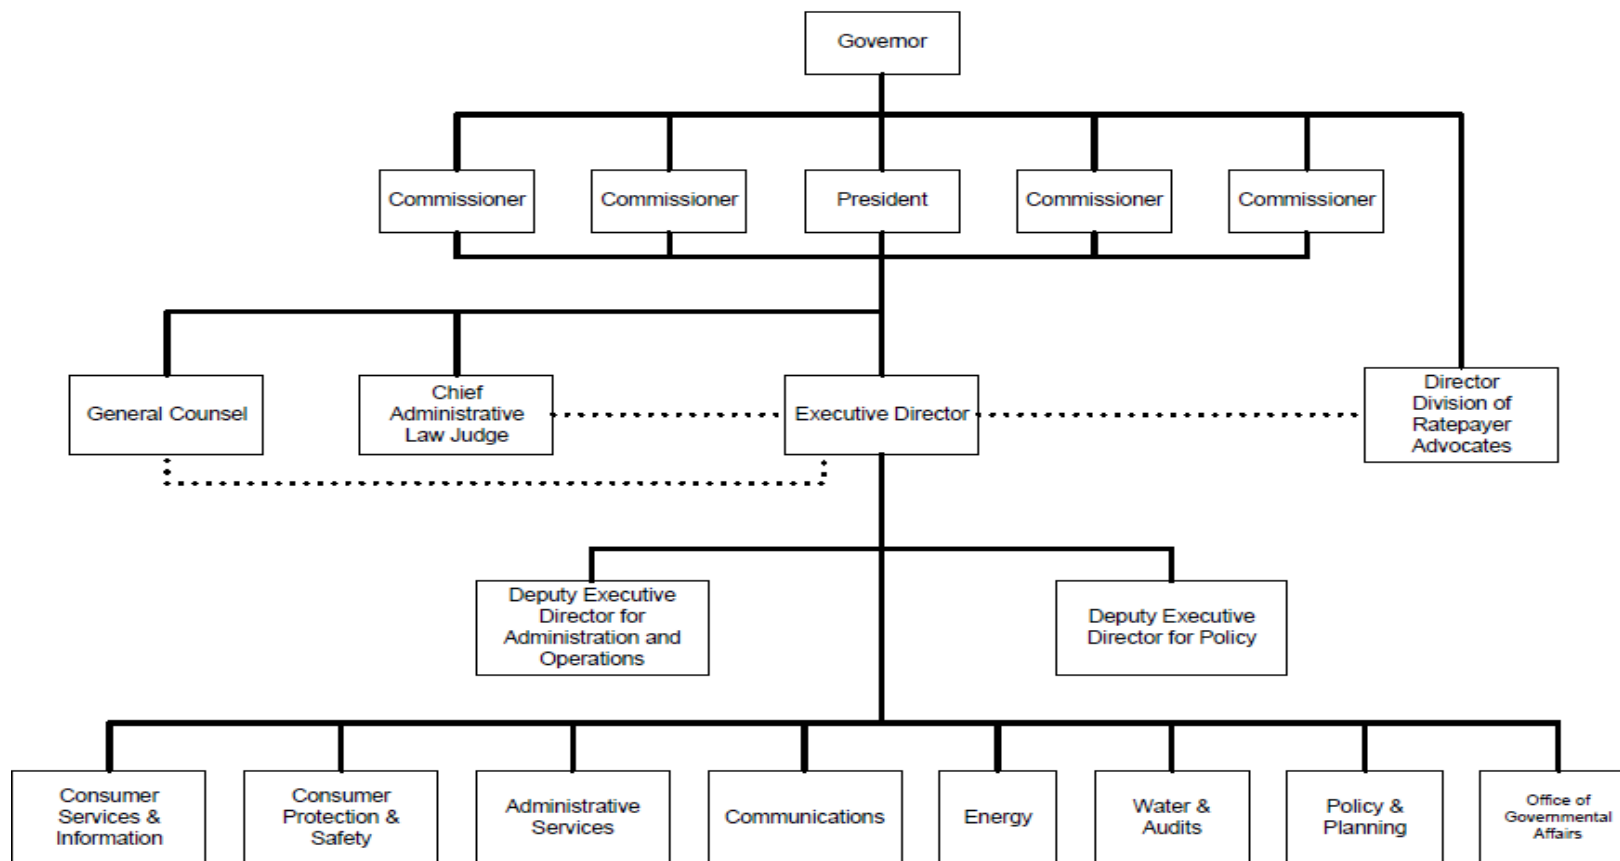 Governor
Commissioner
Commissioner
President
Commissioner
Commissioner
General Counsel
Chief
Administrative
Law Judge
Executive Director
Director
Division of
Ratepayer
Advocates
Deputy Executive
Director for
Administration and
Operations
Deputy Executive
Director for Policy
Consumer
Services &
Information
Consumer
Protection &
Safety
Administrative
Services
Communications
Energy
Water &
Audits
Policy &
Planning
Office of
Governmental
Affairs